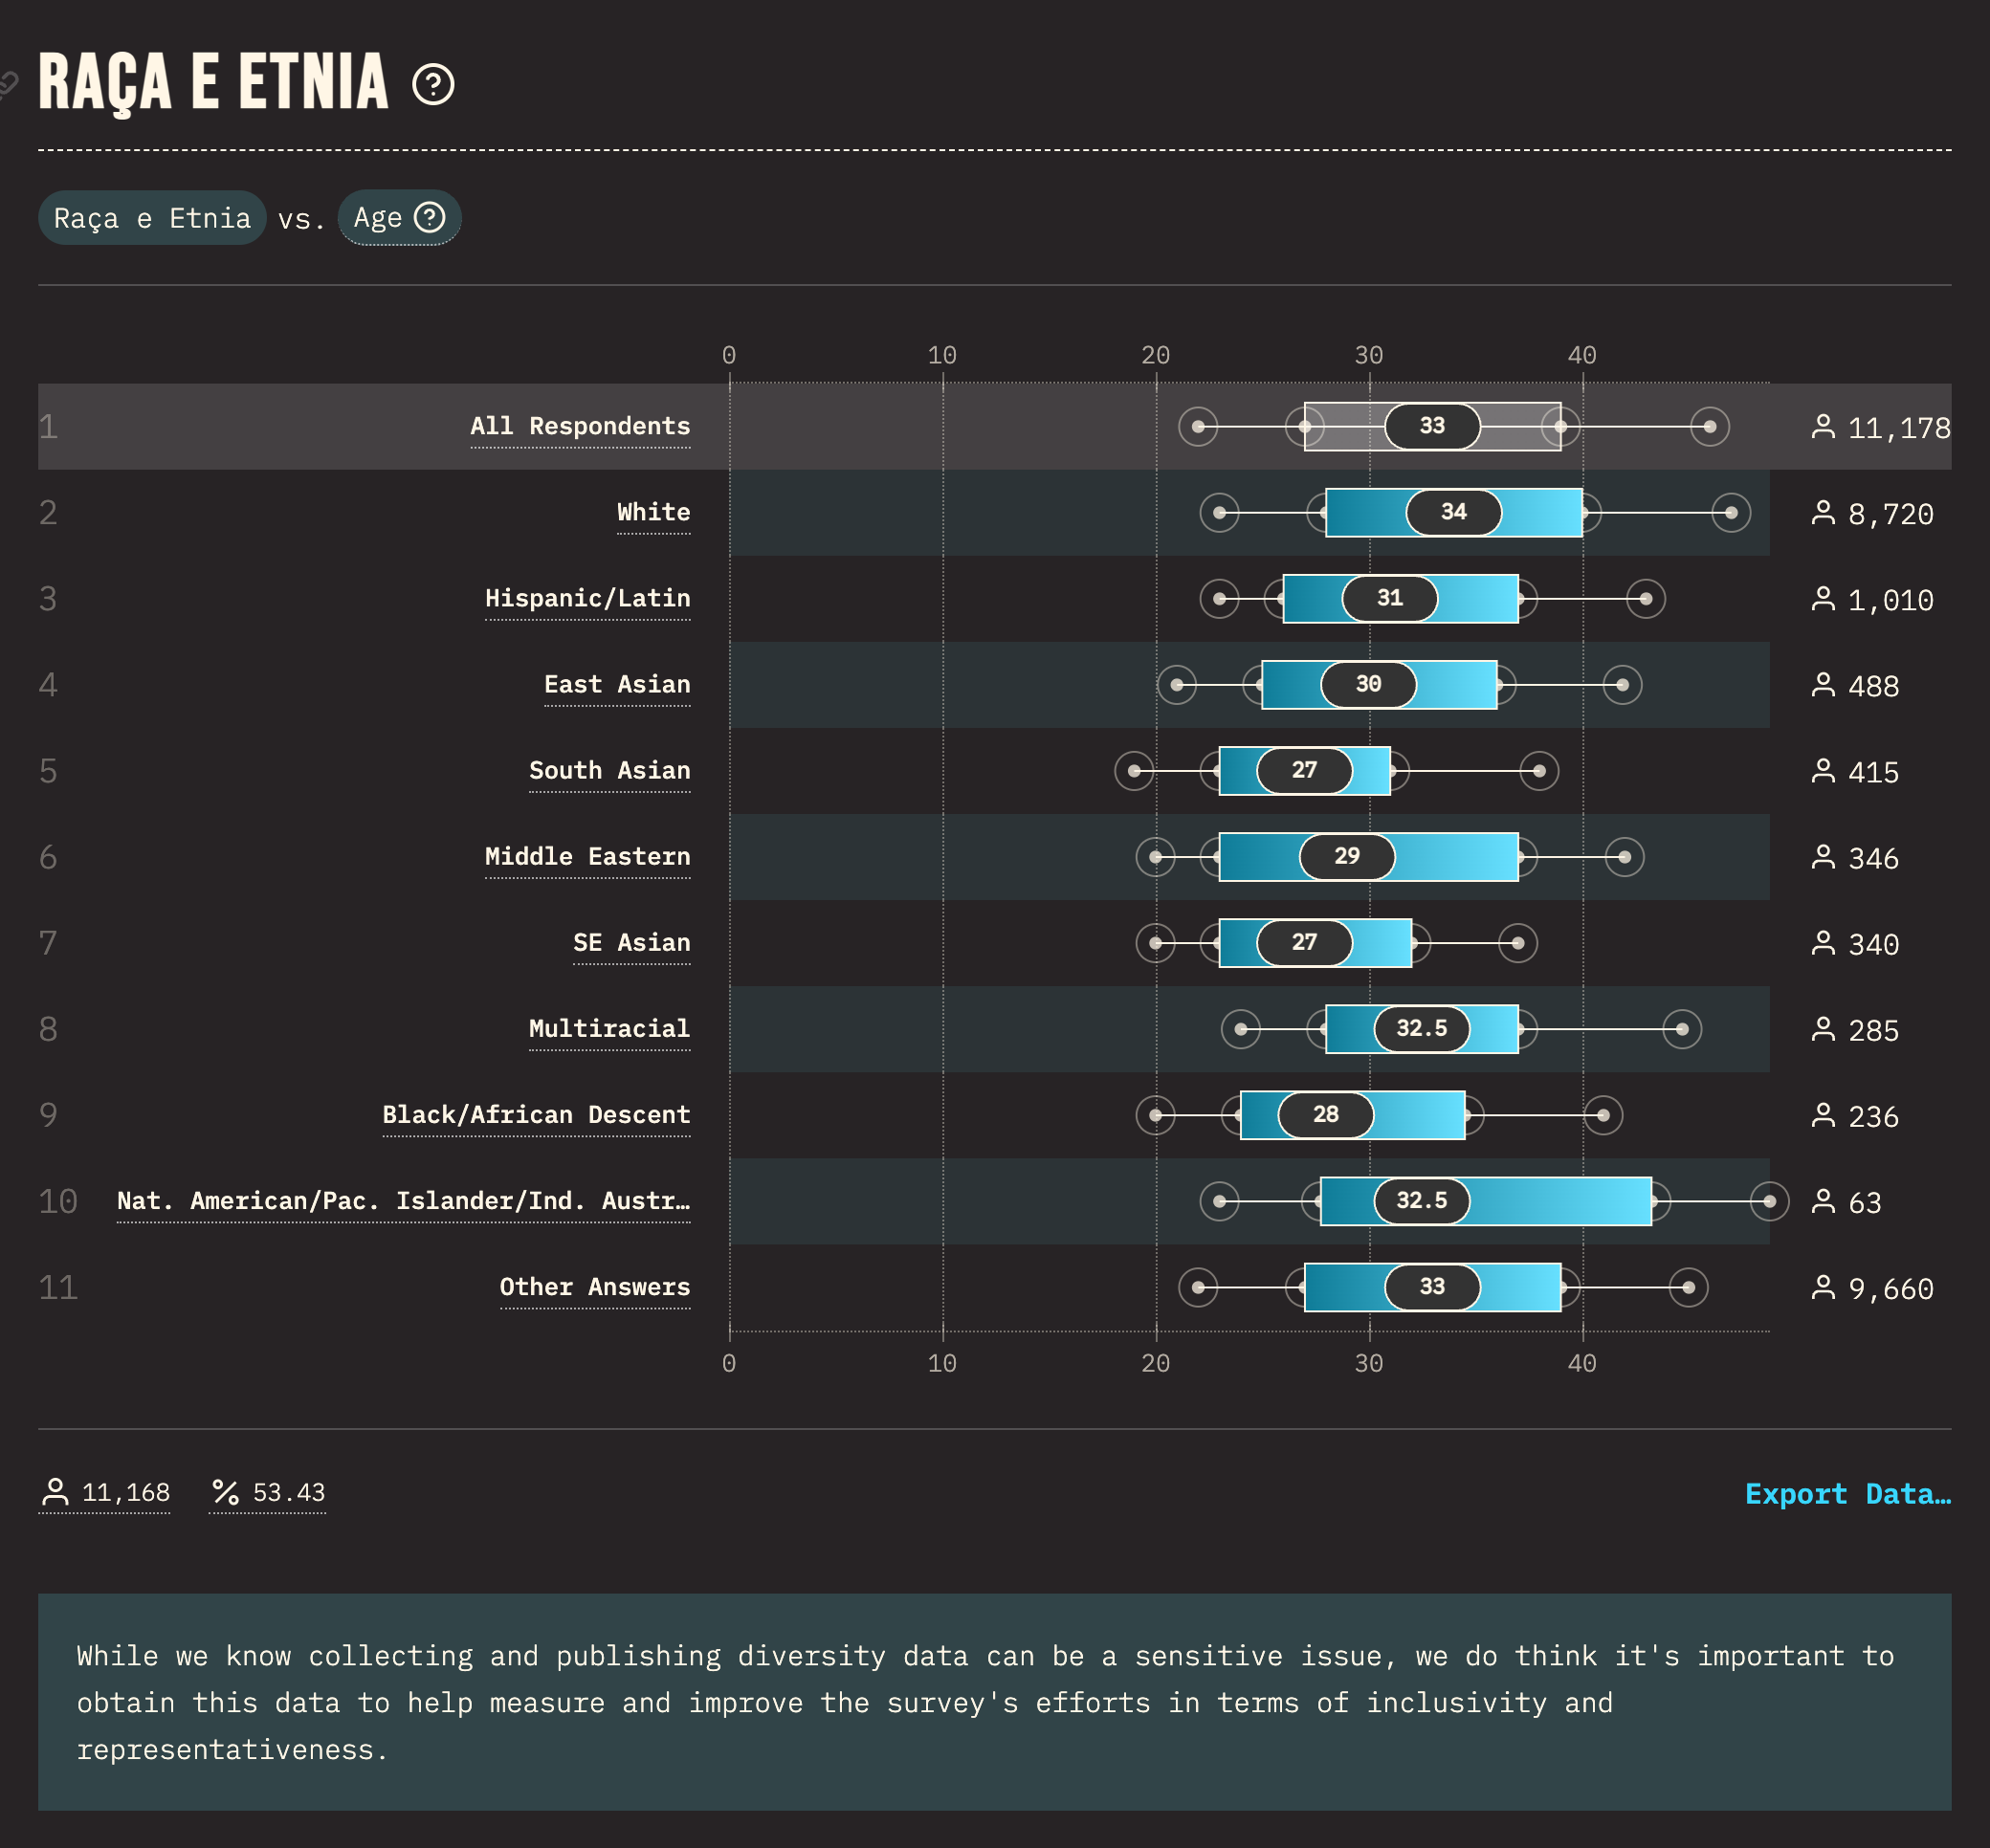 RAÇA E ETNIA
Raça e Etnia vs. Age
0 10 20 30 40
1 All Respondents 33 11,178
2 White 34 8,720
3 Hispanic/Latin 31 1,010
4 East Asian 30 488
5 South Asian 27 415
6 Middle Eastern 29 346
7 SE Asian 27 340
8 Multiracial 32.5 285
9 Black/African Descent 28 236
10 Nat. American/Pac. Islander/Ind. Austr… 32.5 63
11 Other Answers 33 9,660
0 10 20 30 40
11,168 % 53.43 Export Data…
While we know collecting and publishing diversity data can be a sensitive issue, we do think it's important to
obtain this data to help measure and improve the survey's efforts in terms of inclusivity and
representativeness.